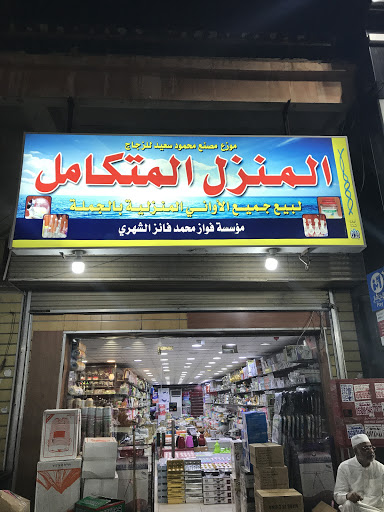 موزع مصنع محمود سعيد للزجاج
المنزل المتكامل
لبيع جميع الأواني المنزلية بالجملة
مؤسسة فواز محمد فائز الشهري